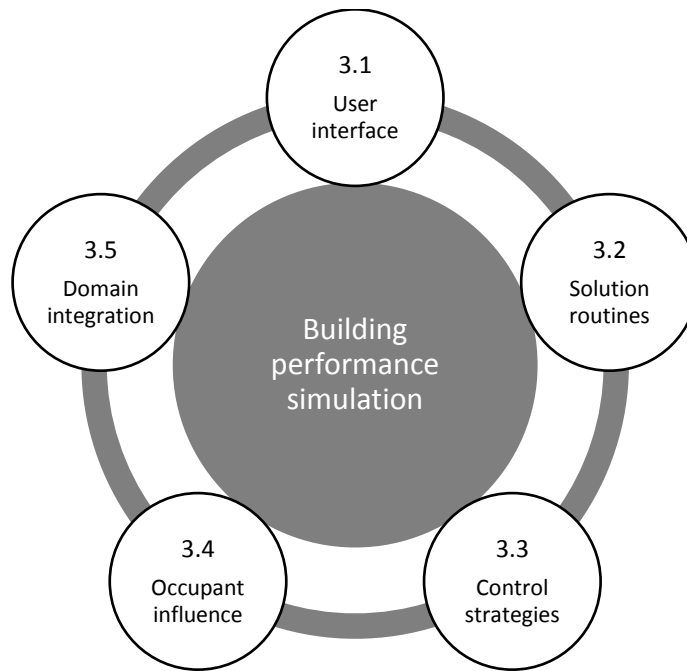 3.1
User
interface
3.2
Solution
routines
3.3
Control
strategies
3.4
Occupant
influence
3.5
Domain
integration
Building
performance
simulation